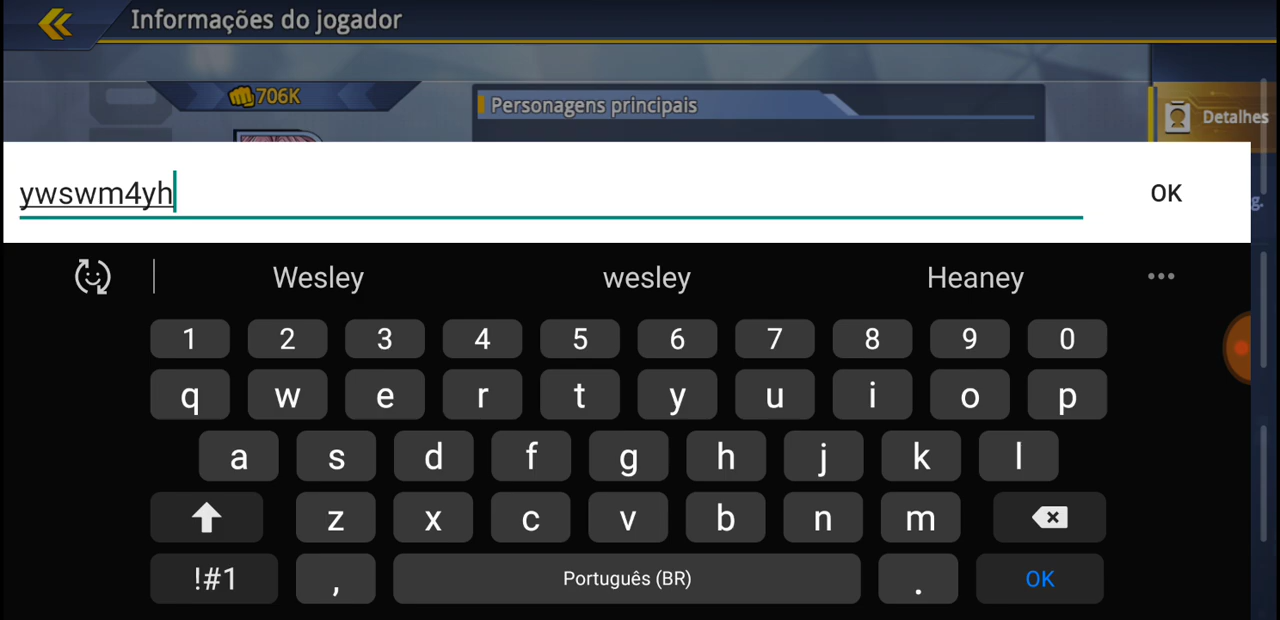 Informações do jogador
706K
Personagens principais
Detalhes
ywswm4yh
OK
Wesley wesley Heaney
1 2 3 4 5 6 7 8 9 0
q w e r t y u i o p
a s d f g h j k l
z x c v b n m
!#1 , Português (BR) . OK